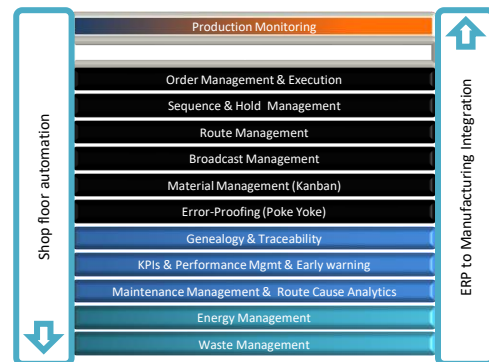 Production Monitoring
Order Management & Execution
Sequence & Hold Management
Route Management
Broadcast Management
Material Management (Kanban)
Error-Proofing (Poke Yoke)
Genealogy & Traceability
KPIs & Performance Mgmt & Early warning
Maintenance Management & Route Cause Analytics
Energy Management
Waste Management
Shop floor automation
ERP to Manufacturing Integration